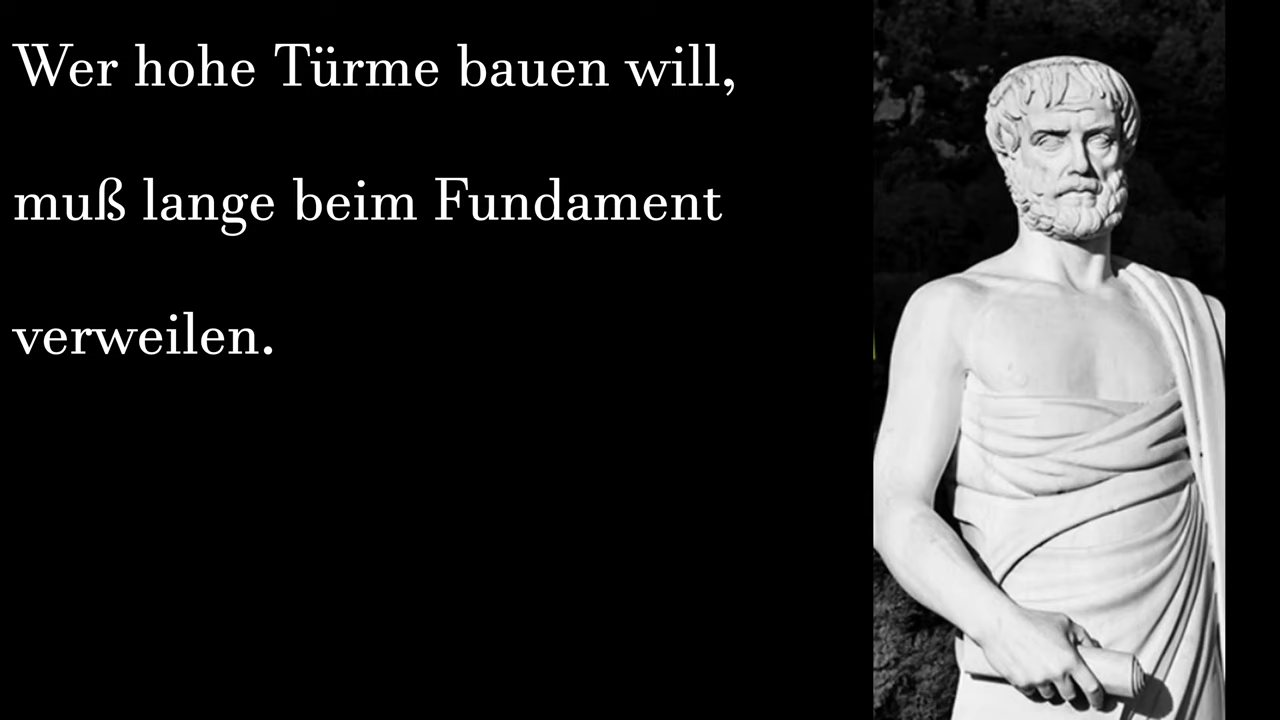 Wer hohe Türme bauen will,
muß lange beim Fundament
verweilen.